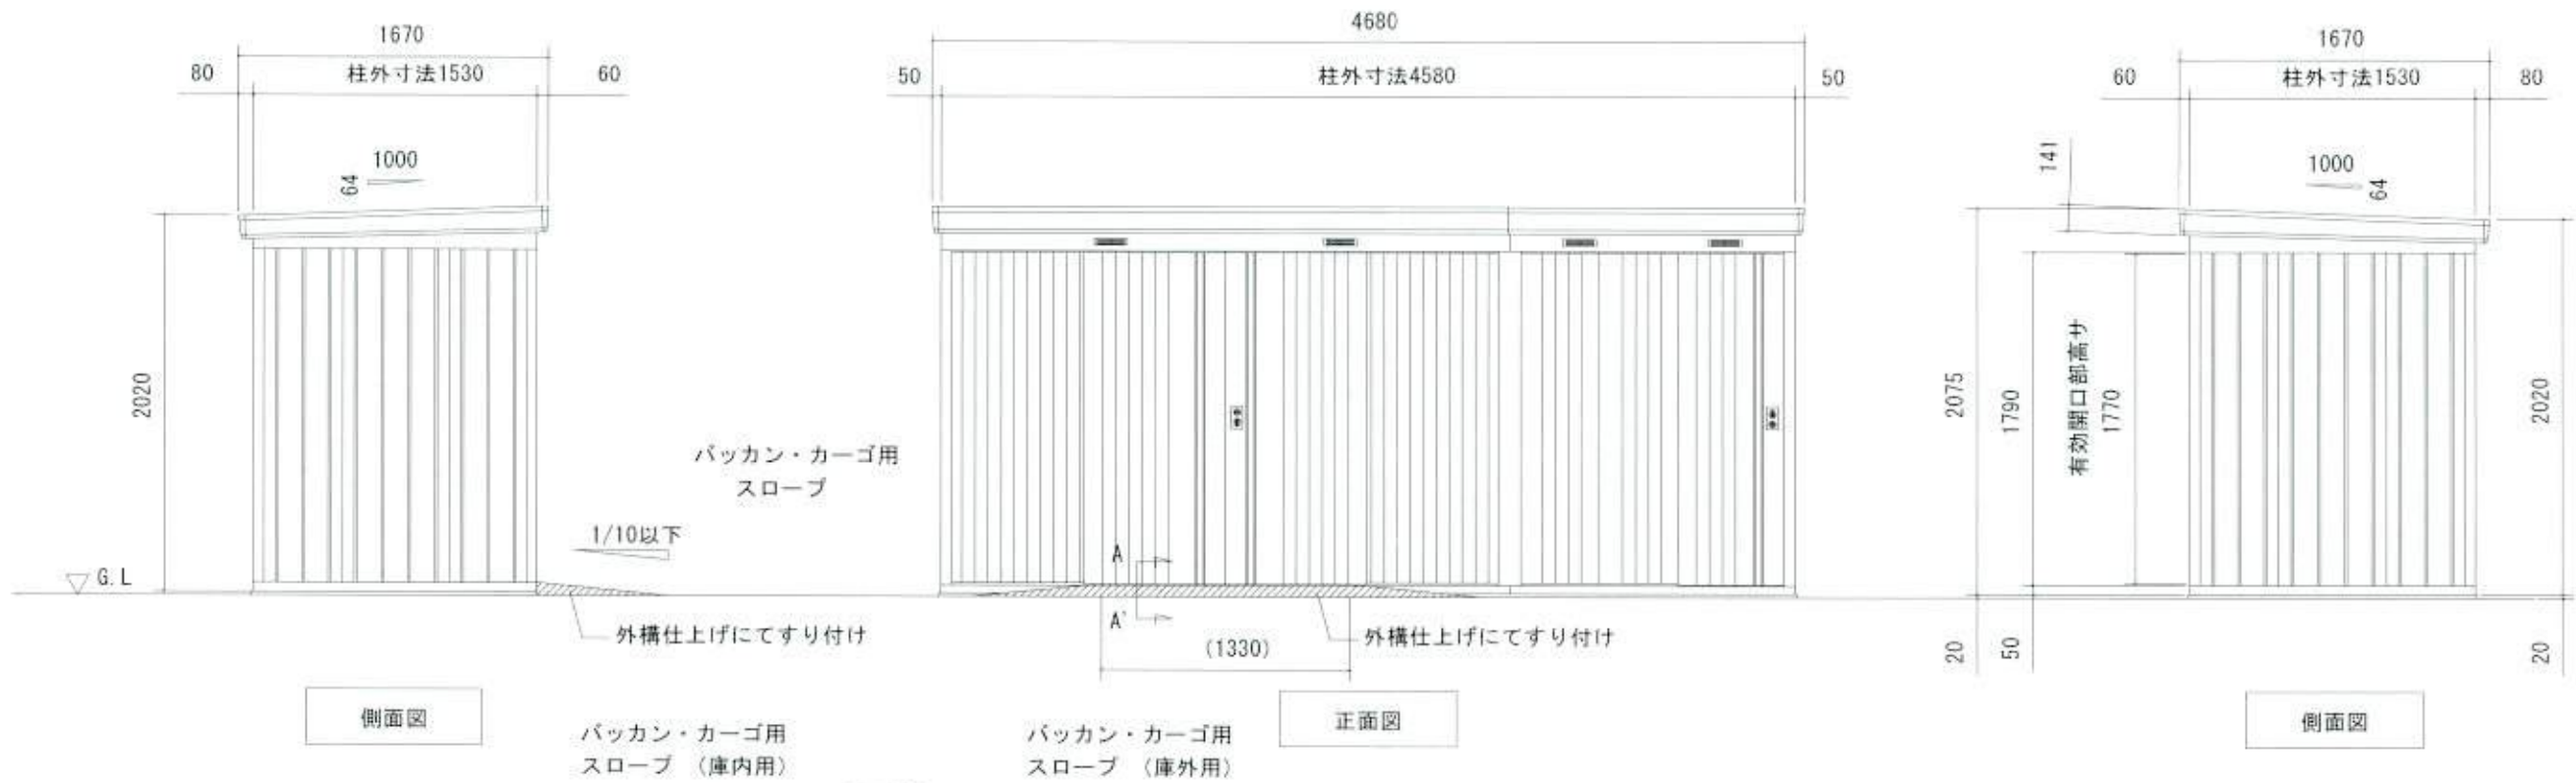 1670
80
柱外寸法1530
60
1000
64
2020
G.L
1/10以下
バッカン・カーゴ用
スロープ
外構仕上げにてすり付け
側面図
4680
50
柱外寸法4580
50
A
A'
(1330)
外構仕上げにてすり付け
正面図
バッカン・カーゴ用
スロープ （庫内用）
バッカン・カーゴ用
スロープ （庫外用）
1670
60
柱外寸法1530
80
141
1000
64
2075
1790
有効開口部高サ
1770
2020
20
50
20
側面図